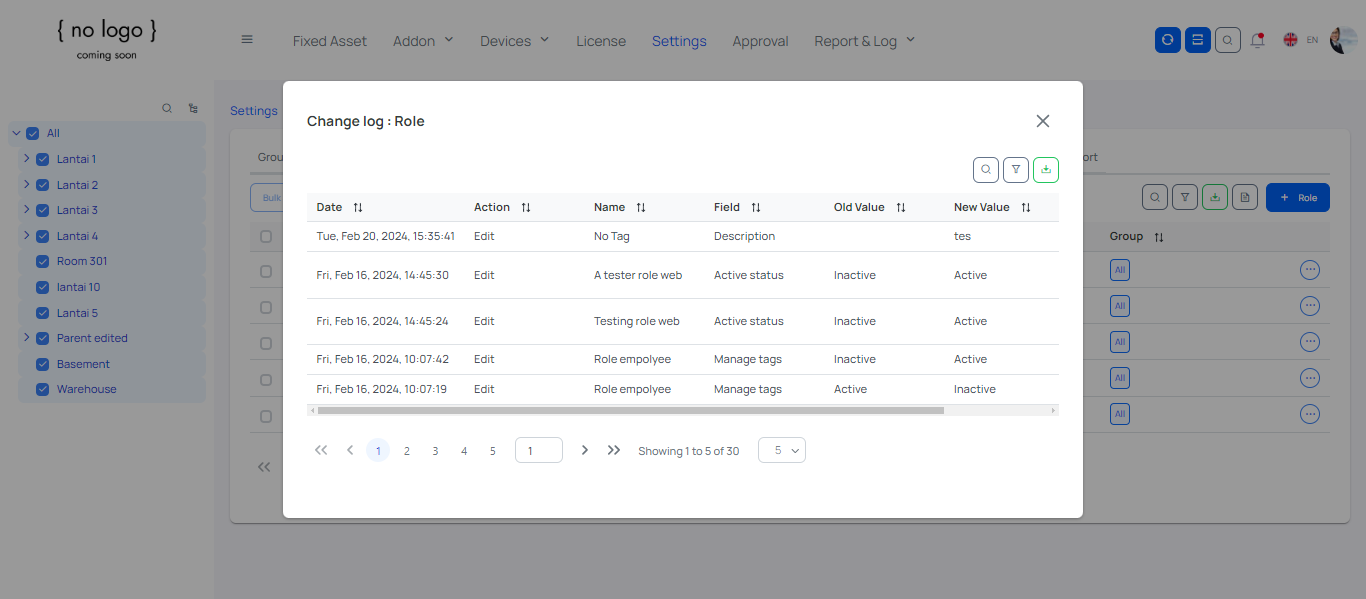 { no logo }
coming soon
Fixed Asset Addon Devices License Settings Approval Report & Log EN
All
Lantai 1
Lantai 2
Lantai 3
Lantai 4
Room 301
lantai 10
Lantai 5
Parent edited
Basement
Warehouse
Settings
Grou
ort
Bulk
+ Role
Group
All
All
All
All
All
Change log : Role
Date Action Name Field Old Value New Value
Tue, Feb 20, 2024, 15:35:41 Edit No Tag Description tes
Fri, Feb 16, 2024, 14:45:30 Edit A tester role web Active status Inactive Active
Fri, Feb 16, 2024, 14:45:24 Edit Testing role web Active status Inactive Active
Fri, Feb 16, 2024, 10:07:42 Edit Role empolyee Manage tags Inactive Active
Fri, Feb 16, 2024, 10:07:19 Edit Role empolyee Manage tags Active Inactive
1 2 3 4 5 1 Showing 1 to 5 of 30 5